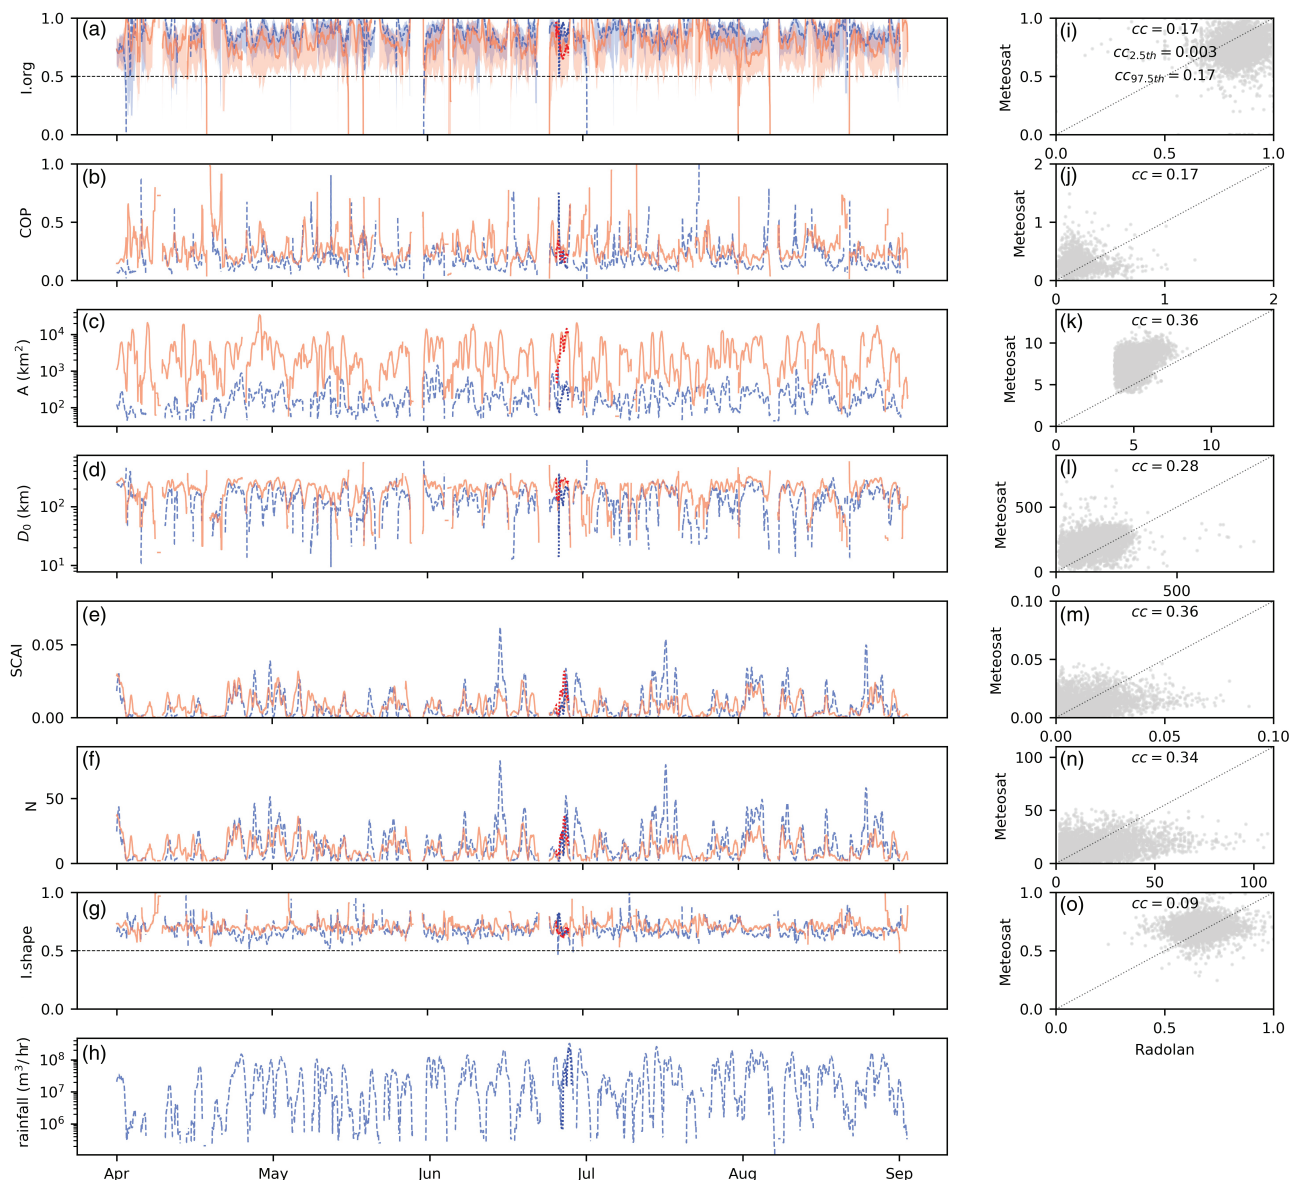 (a)
I.org
1.0
0.5
0.0
(b)
COP
1.0
0.5
0.0
(c)
A (km²)
10⁴
10³
10²
(d)
D₀ (km)
10²
10¹
(e)
SCAI
0.05
0.00
(f)
N
50
0
(g)
I.shape
1.0
0.5
0.0
(h)
rainfall (m³/hr)
10⁸
10⁷
10⁶
Apr May Jun Jul Aug Sep
(i)
cc = 0.17
cc₂.₅ₜₕ = 0.003
cc₉₇.₅ₜₕ = 0.17
Meteosat
1.0
0.5
0.0
0.0 0.5 1.0
(j)
cc = 0.17
Meteosat
2
1
0
0 1 2
(k)
cc = 0.36
Meteosat
10
5
0
0 5 10
(l)
cc = 0.28
Meteosat
500
0
0 500
(m)
cc = 0.36
Meteosat
0.10
0.05
0.00
0.00 0.05 0.10
(n)
cc = 0.34
Meteosat
100
50
0
0 50 100
(o)
cc = 0.09
Meteosat
1.0
0.5
0.0
0.0 0.5 1.0
Radolan